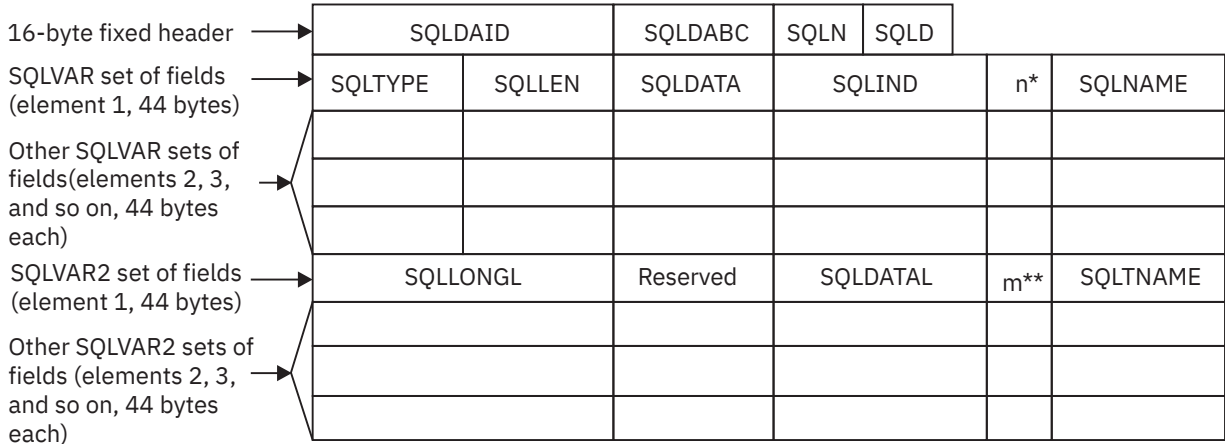 16-byte fixed header
SQLDAID
SQLDABC
SQLN
SQLD
SQLVAR set of fields
(element 1, 44 bytes)
SQLTYPE
SQLLEN
SQLDATA
SQLIND
n*
SQLNAME
Other SQLVAR sets of
fields(elements 2, 3,
and so on, 44 bytes
each)
SQLVAR2 set of fields
(element 1, 44 bytes)
SQLLONGL
Reserved
SQLDATAL
m**
SQLTNAME
Other SQLVAR2 sets of
fields (elements 2, 3,
and so on, 44 bytes
each)